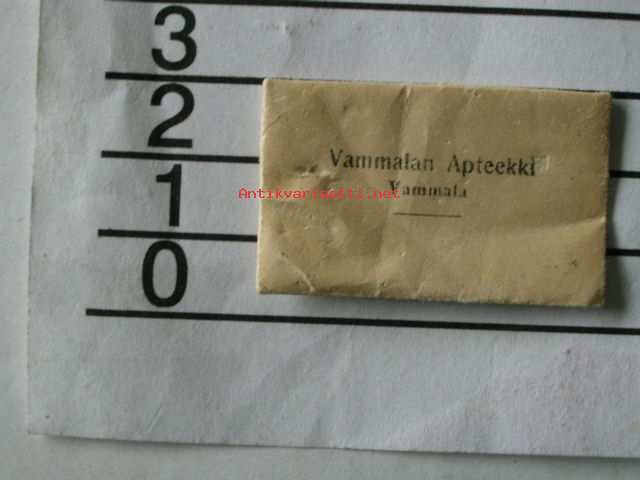 3
2
1
0
Vammalan Apteekki
Vammala
Antikvariaatti.net